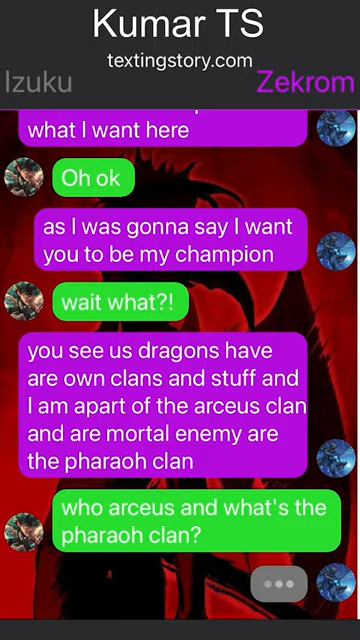 Kumar TS
textingstory.com
Izuku
Zekrom
what I want here
Oh ok
as I was gonna say I want
you to be my champion
wait what?!
you see us dragons have
are own clans and stuff and
I am apart of the arceus clan
and are mortal enemy are
the pharaoh clan
who arceus and what's the
pharaoh clan?